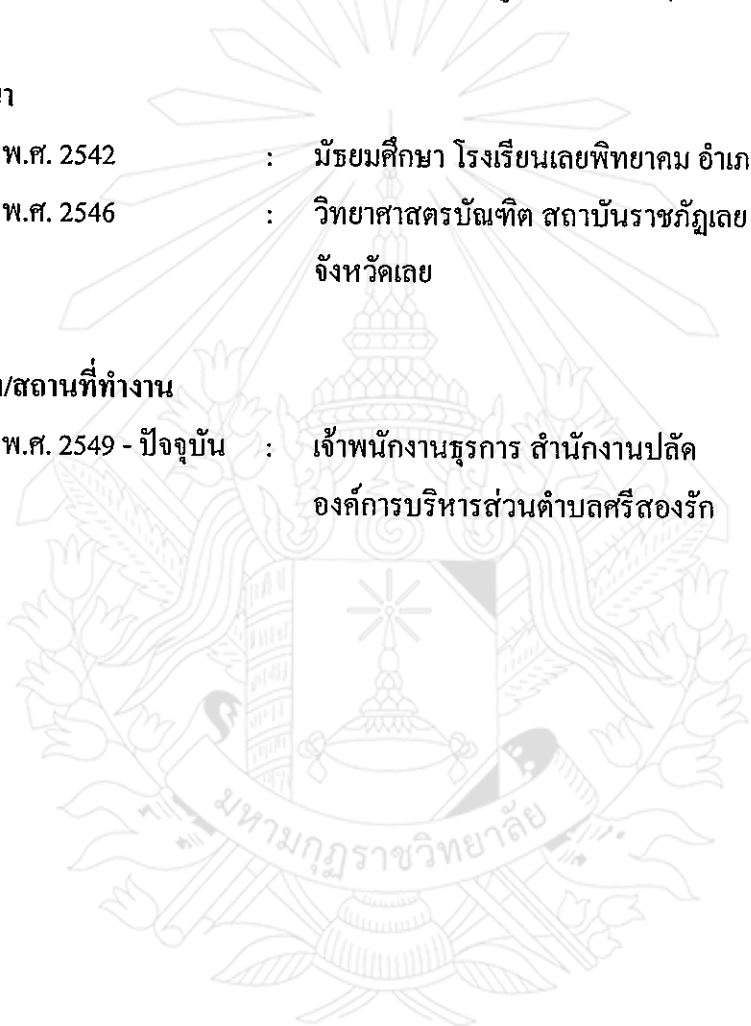 พ.ศ. 2542 : มัธยมศึกษา โรงเรียนเลยพิทยาคม อำเภ
พ.ศ. 2546 : วิทยาศาสตรบัณฑิต สถาบันราชภัฏเลย
จังหวัดเลย
/สถานที่ทำงาน
พ.ศ. 2549 - ปัจจุบัน : เจ้าพนักงานธุรการ สำนักงานปลัด
องค์การบริหารส่วนตำบลศรีสองรัก
มหามกุฏราชวิทยาลัย